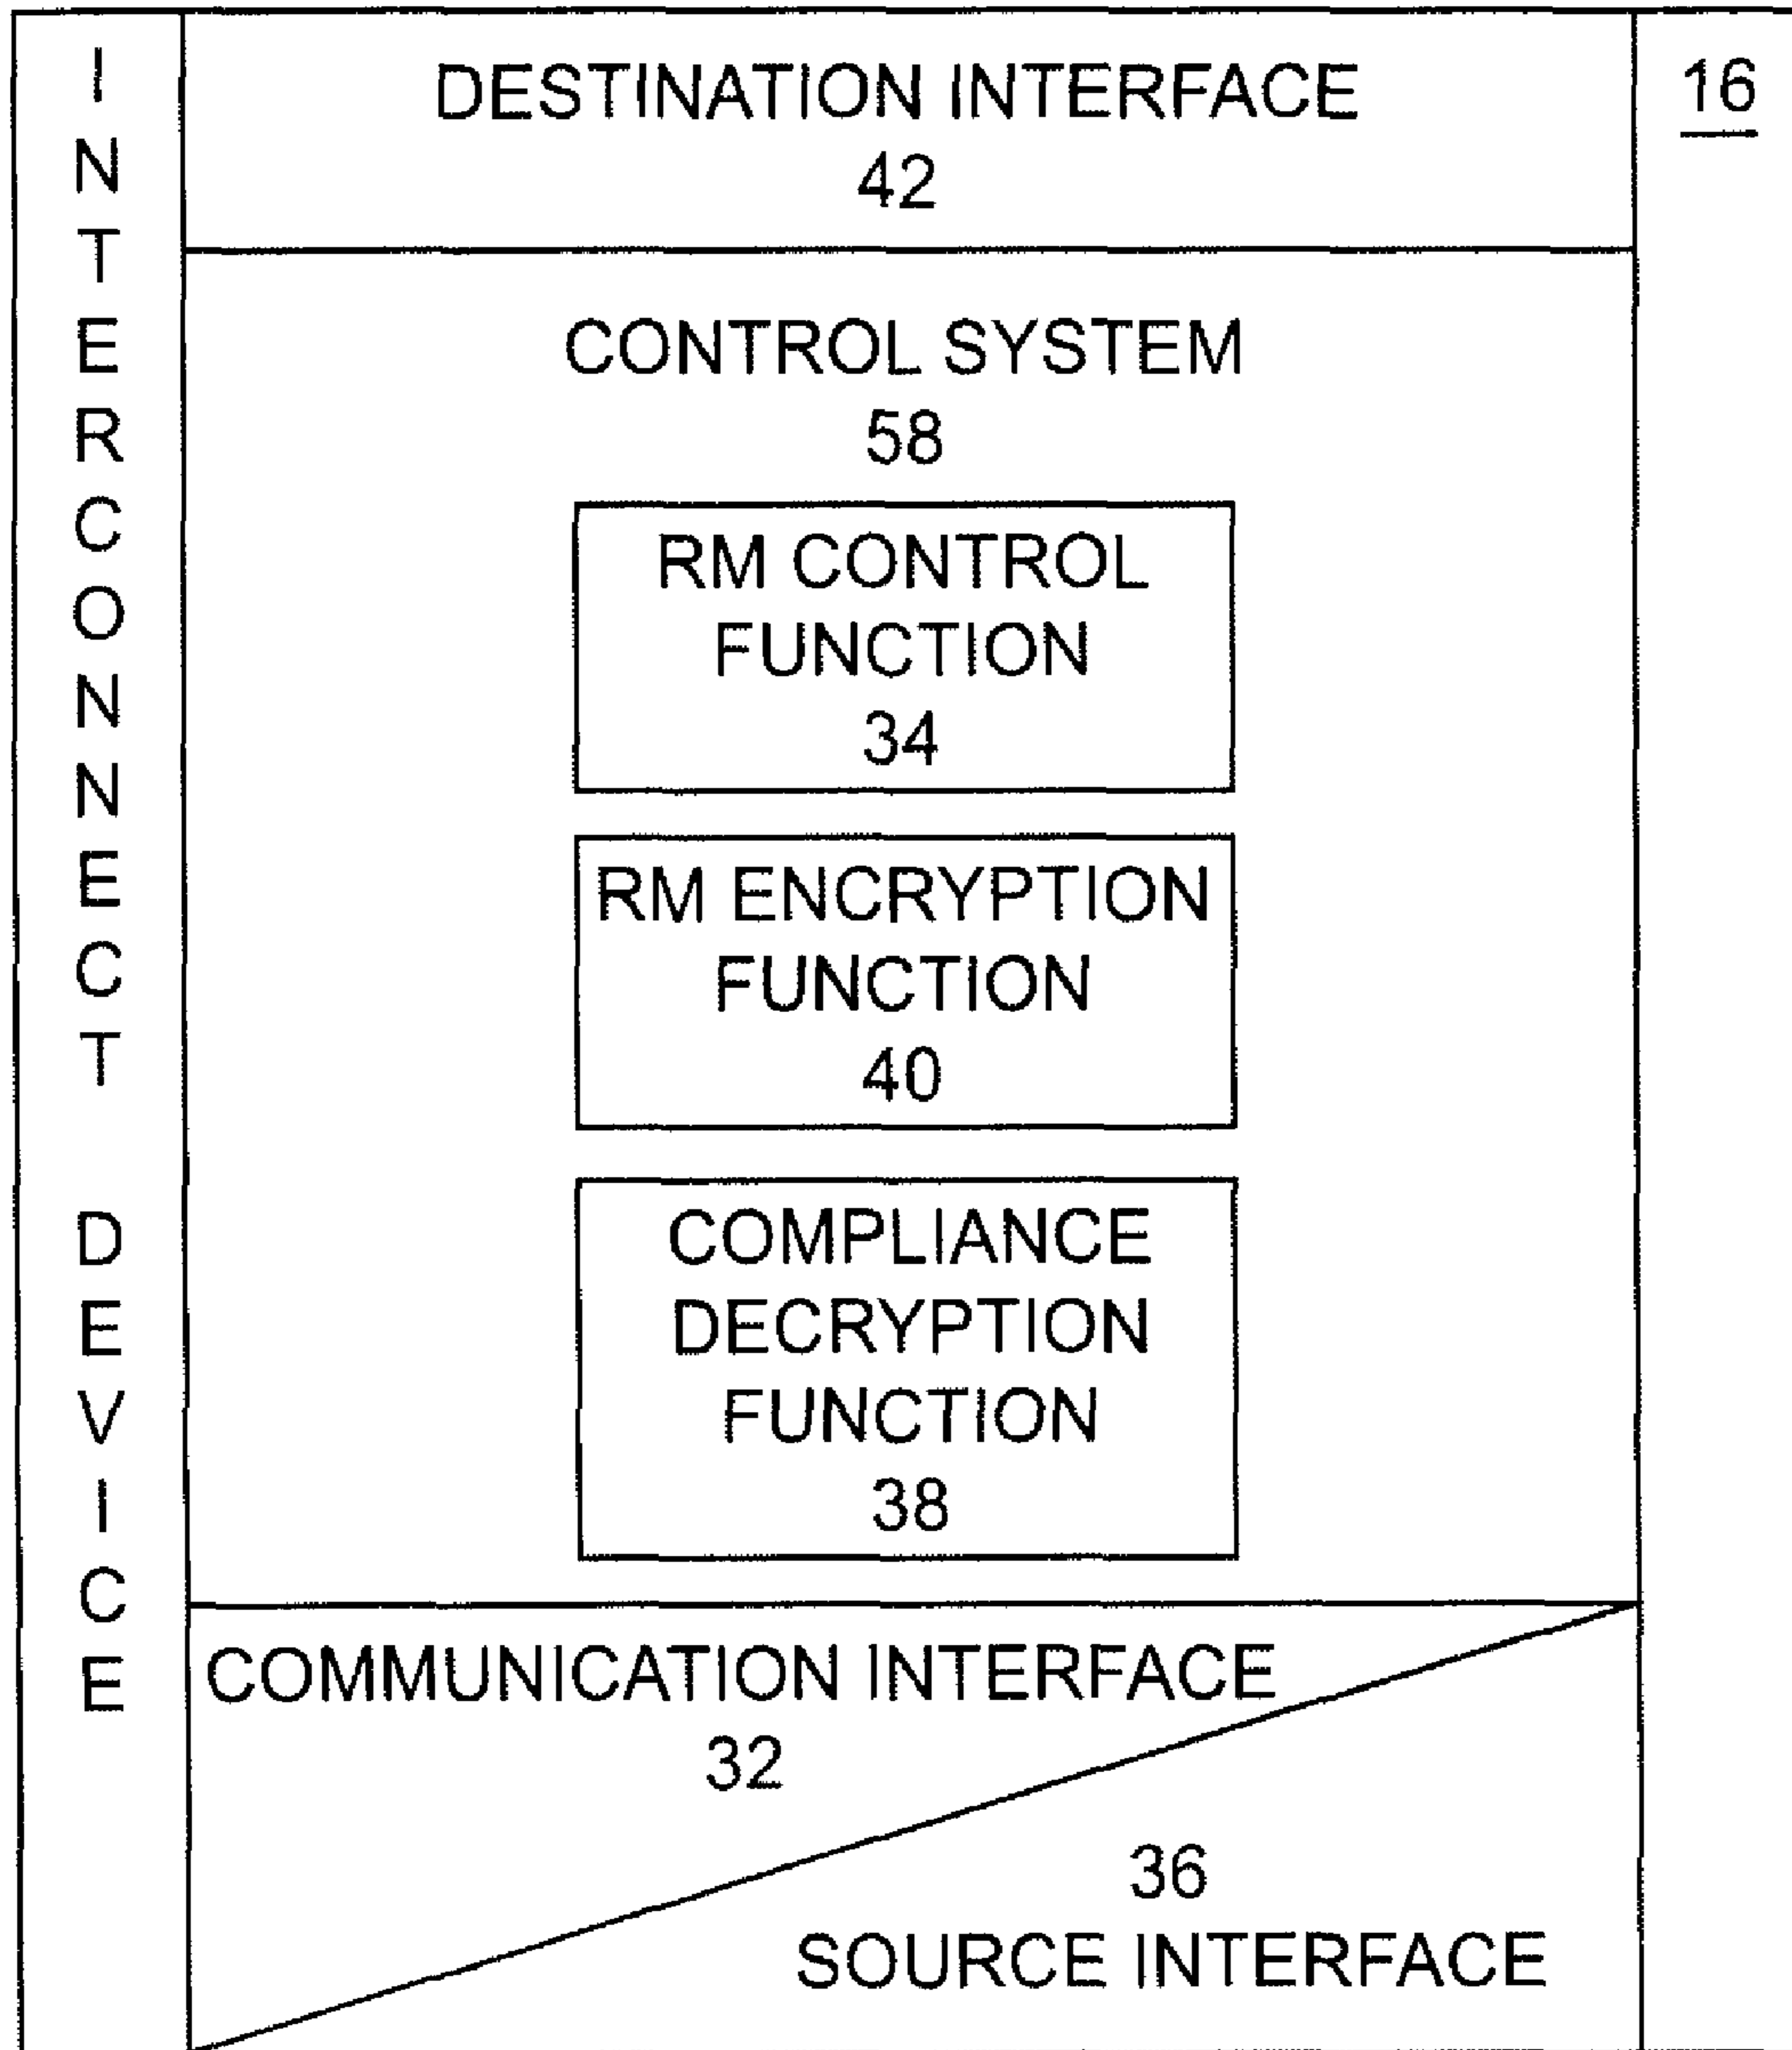 INTERCONNECT DEVICE
DESTINATION INTERFACE
42
16
CONTROL SYSTEM
58
RM CONTROL
FUNCTION
34
RM ENCRYPTION
FUNCTION
40
COMPLIANCE
DECRYPTION
FUNCTION
38
COMMUNICATION INTERFACE
32
36
SOURCE INTERFACE